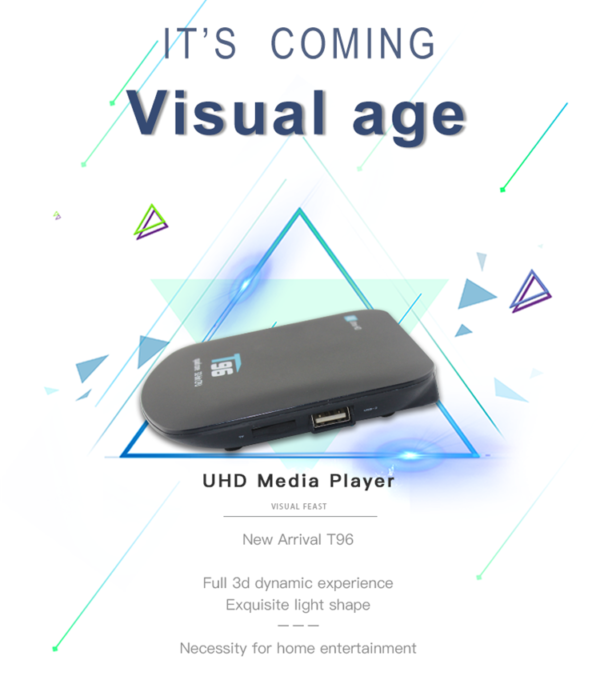 IT'S COMING
Visual age
T96
UHD Media Player
VISUAL FEAST
New Arrival T96
Full 3d dynamic experience
Exquisite light shape
———
Necessity for home entertainment